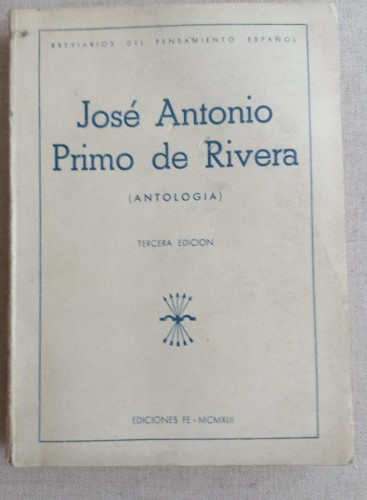 BREVIARIOS DEL PENSAMIENTO ESPAÑOL
José Antonio
Primo de Rivera
(ANTOLOGIA)
TERCERA EDICION
EDICIONES FE - MCMXLII